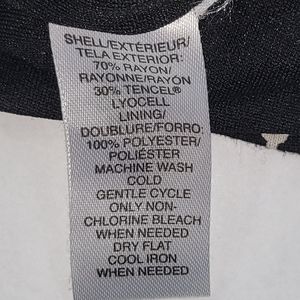 SHELL/EXTÉRIEUR/
TELA EXTERIOR:
70% RAYON/
RAYONNE/RAYÓN
30% TENCEL®
LYOCELL
LINING/
DOUBLURE/FORRO:
100% POLYESTER/
POLIÉSTER
MACHINE WASH
COLD
GENTLE CYCLE
ONLY NON-
CHLORINE BLEACH
WHEN NEEDED
DRY FLAT
COOL IRON
WHEN NEEDED